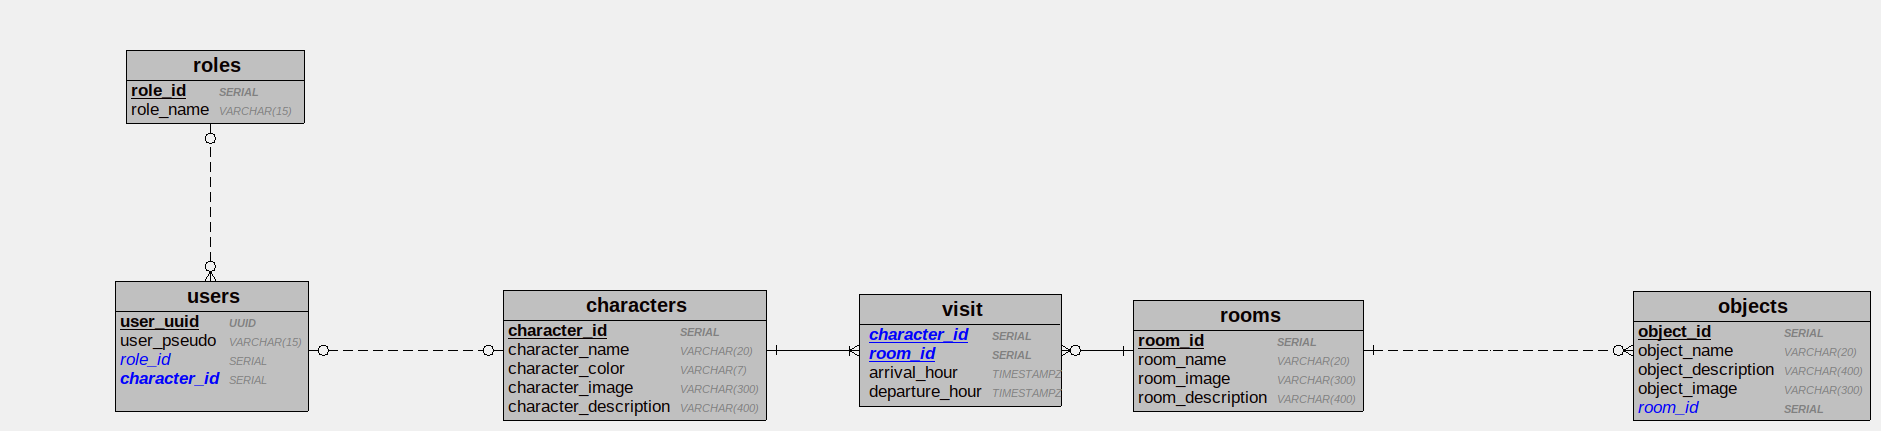 roles
role_id SERIAL
role_name VARCHAR(15)
users
user_uuid UUID
user_pseudo VARCHAR(15)
role_id SERIAL
character_id SERIAL
characters
character_id SERIAL
character_name VARCHAR(20)
character_color VARCHAR(7)
character_image VARCHAR(300)
character_description VARCHAR(400)
visit
character_id SERIAL
room_id SERIAL
arrival_hour TIMESTAMPZ
departure_hour TIMESTAMPZ
rooms
room_id SERIAL
room_name VARCHAR(20)
room_image VARCHAR(300)
room_description VARCHAR(400)
objects
object_id SERIAL
object_name VARCHAR(20)
object_description VARCHAR(400)
object_image VARCHAR(300)
room_id SERIAL